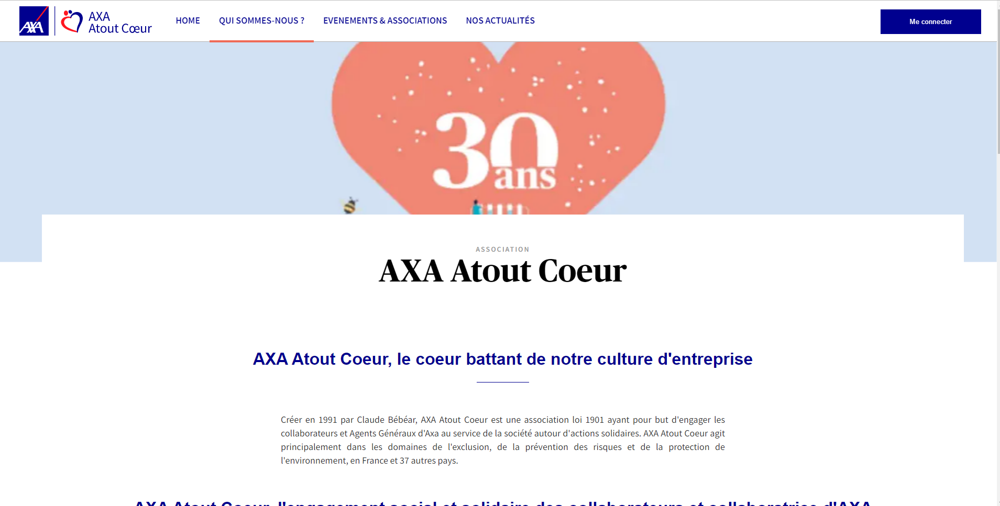 AXA
AXA
Atout Cœur
HOME
QUI SOMMES-NOUS ?
EVENEMENTS & ASSOCIATIONS
NOS ACTUALITÉS
Me connecter
30
ans
ASSOCIATION
AXA Atout Coeur
AXA Atout Coeur, le coeur battant de notre culture d'entreprise
Créer en 1991 par Claude Bébéar, AXA Atout Coeur est une association loi 1901 ayant pour but d'engager les
collaborateurs et Agents Généraux d'Axa au service de la société autour d'actions solidaires. AXA Atout Coeur agit
principalement dans les domaines de l'exclusion, de la prévention des risques et de la protection de
l'environnement, en France et 37 autres pays.
AXA Atout Coeur, l'engagement social et solidaire des collaborateurs et collaboratrice d'AXA